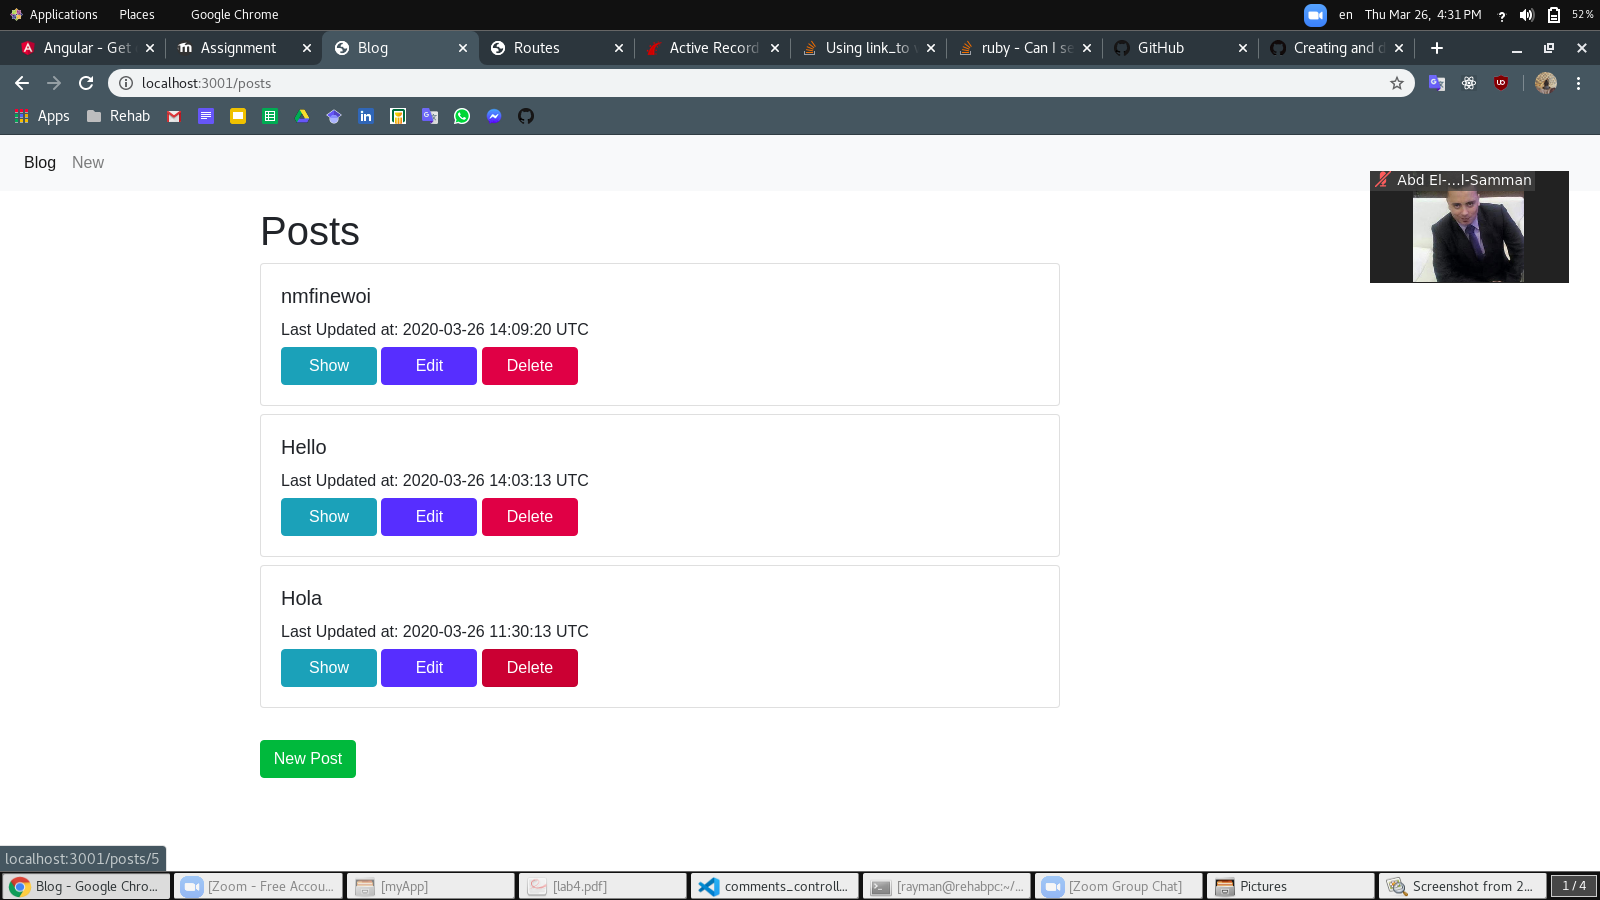 Applications Places Google Chrome en Thu Mar 26, 4:31 PM ? 52 %
Angular - Get Assignment Blog Routes Active Record Using link_to ruby - Can I se GitHub Creating and d
localhost:3001/posts
Apps Rehab
Blog New
Abd El-...l-Samman
Posts
nmfinewoi
Last Updated at: 2020-03-26 14:09:20 UTC
Show Edit Delete
Hello
Last Updated at: 2020-03-26 14:03:13 UTC
Show Edit Delete
Hola
Last Updated at: 2020-03-26 11:30:13 UTC
Show Edit Delete
New Post
localhost:3001/posts/5
Blog - Google Chro... [Zoom - Free Accou... [myApp] [lab4.pdf] comments_controll... [rayman@rehabpc:~/... [Zoom Group Chat] Pictures Screenshot from 2... 1 / 4